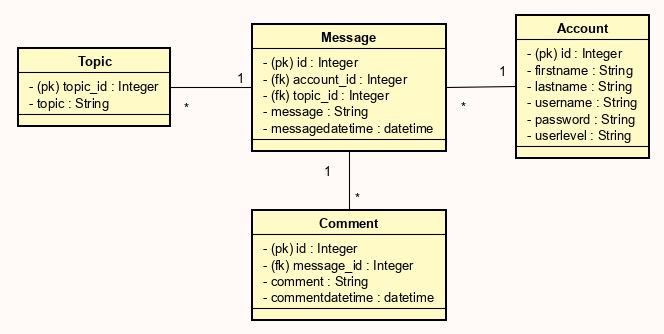 Topic
- (pk) topic_id : Integer
- topic : String
1
*
Message
- (pk) id : Integer
- (fk) account_id : Integer
- (fk) topic_id : Integer
- message : String
- messagedatetime : datetime
1
*
Account
- (pk) id : Integer
- firstname : String
- lastname : String
- username : String
- password : String
- userlevel : String
1
*
Comment
- (pk) id : Integer
- (fk) message_id : Integer
- comment : String
- commentdatetime : datetime